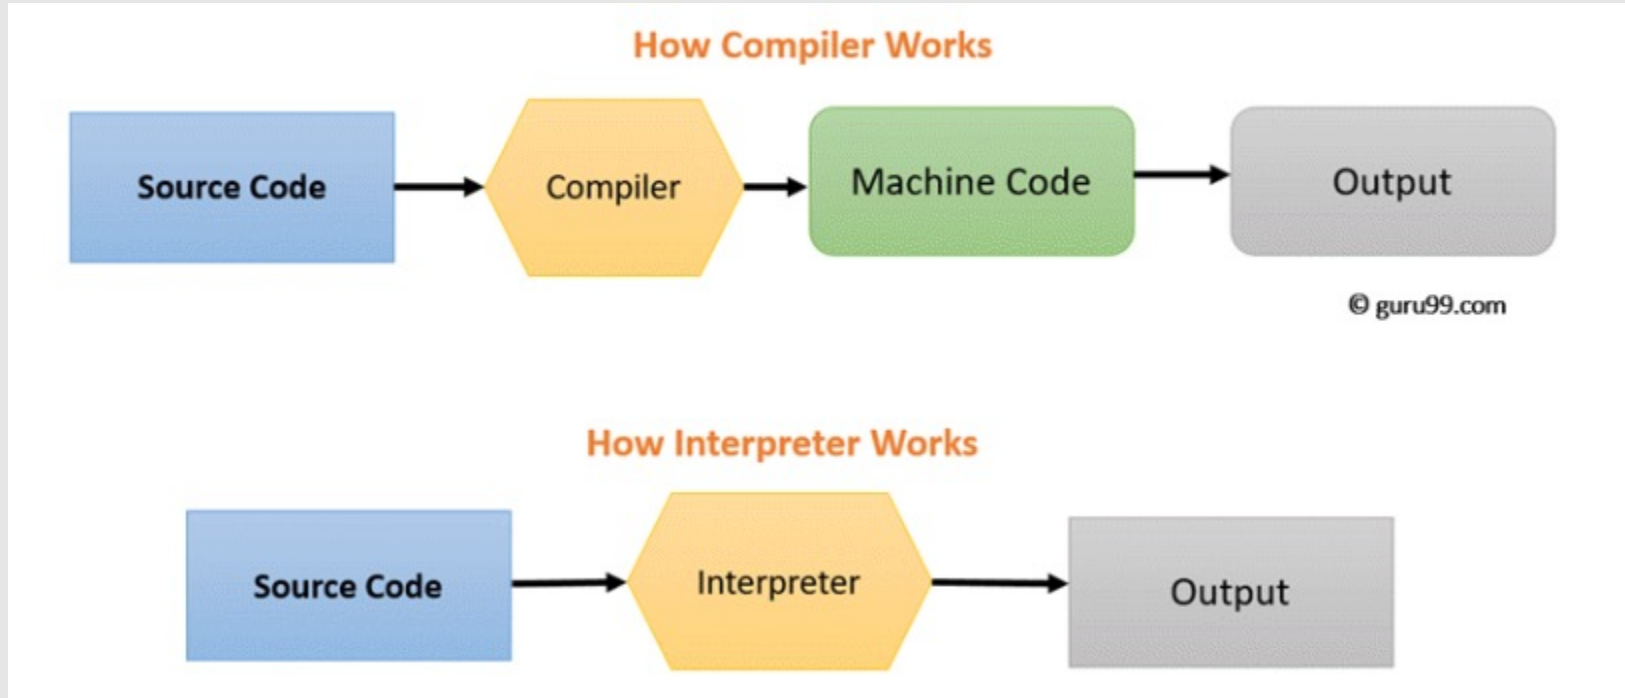 How Compiler Works
Source Code
Compiler
Machine Code
Output
© guru99.com
How Interpreter Works
Source Code
Interpreter
Output